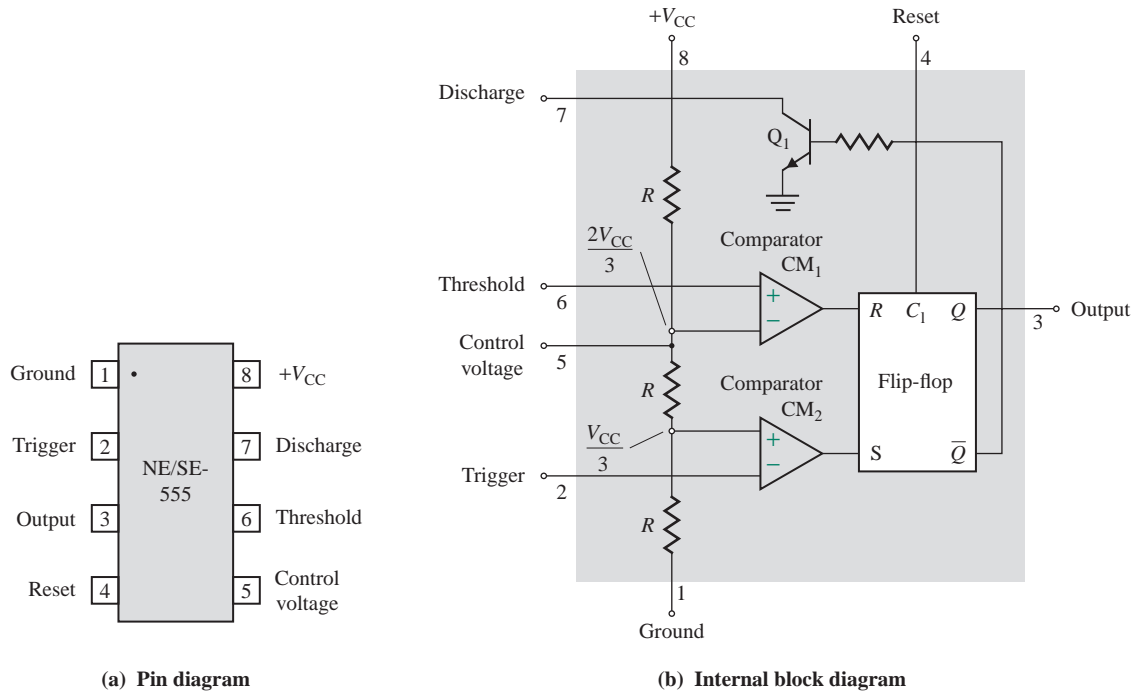 Ground
1
8
+VCC
Trigger
2
7
Discharge
NE/SE-
555
Output
3
6
Threshold
Reset
4
5
Control
voltage
(a) Pin diagram
+VCC
8
Reset
4
Discharge
7
Q1
R
2VCC
3
Comparator
CM1
Threshold
6
+
−
R C1 Q
3
Output
Control
voltage
5
R
Comparator
CM2
Flip-flop
VCC
3
+
−
S Q̅
Trigger
2
R
1
Ground
(b) Internal block diagram